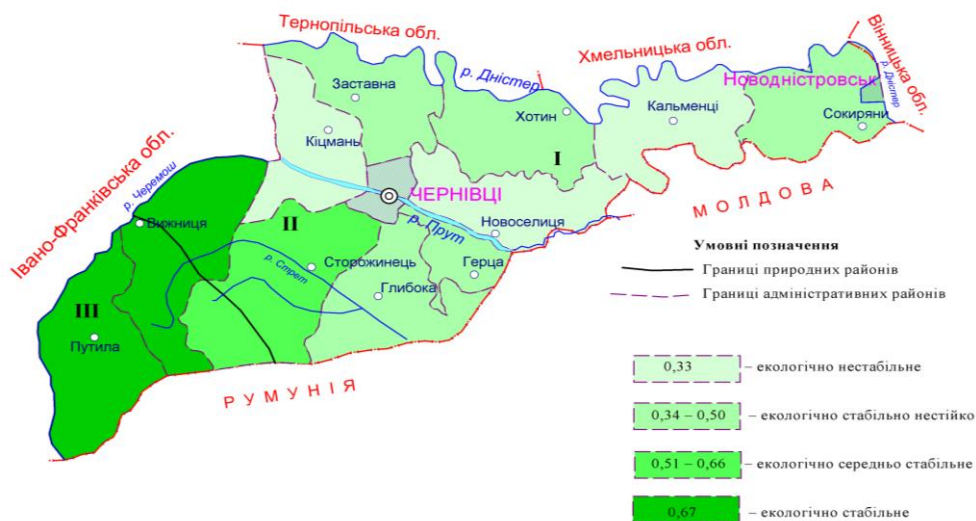 Тернопільська обл.
Хмельницька обл.
Вінницька обл.
Івано-Франківська обл.
р. Дністер
р. Дністер
Новодністровськ
Заставна
Хотин
Кальменці
Сокиряни
Кіцмань
I
ЧЕРНІВЦІ
р. Черемош
Вижниця
II
р. Прут
Новоселиця
М О Л Д О В А
Сторожинець
Герца
р. Стрет
Глибока
III
Путила
Р У М У Н І Я
Умовні позначення
Границі природних районів
Границі адміністративних районів
0,33 – екологічно нестабільне
0,34 – 0,50 – екологічно стабільно нестійко
0,51 – 0,66 – екологічно середньо стабільне
0,67 – екологічно стабільне